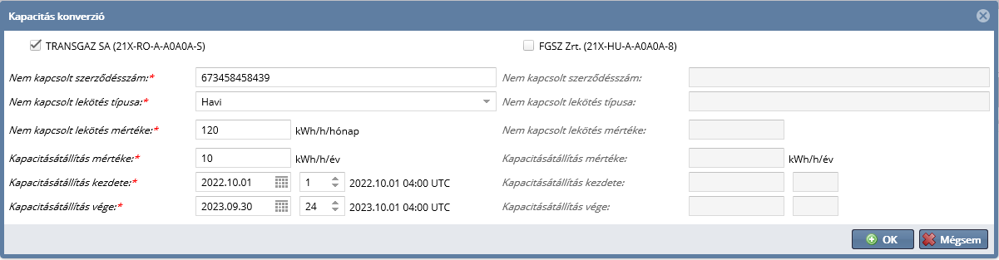 Kapacitás konverzió
TRANSGAZ SA (21X-RO-A-A0A0A-S) FGSZ Zrt. (21X-HU-A-A0A0A-8)
Nem kapcsolt szerződésszám:* 673458458439 Nem kapcsolt szerződésszám:
Nem kapcsolt lekötés típusa:* Havi Nem kapcsolt lekötés típusa:
Nem kapcsolt lekötés mértéke:* 120 kWh/h/hónap Nem kapcsolt lekötés mértéke:
Kapacitásátállítás mértéke:* 10 kWh/h/év Kapacitásátállítás mértéke: kWh/h/év
Kapacitásátállítás kezdete:* 2022.10.01 1 2022.10.01 04:00 UTC Kapacitásátállítás kezdete:
Kapacitásátállítás vége:* 2023.09.30 24 2023.10.01 04:00 UTC Kapacitásátállítás vége:
OK Mégsem